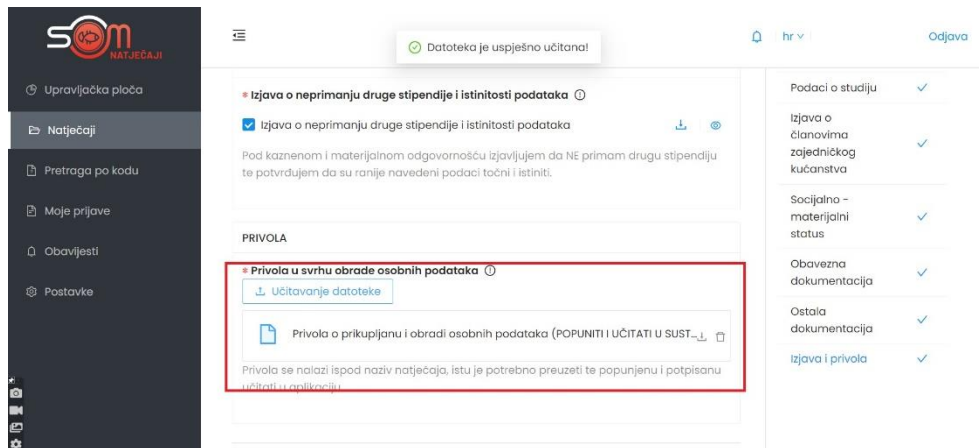 SOM
NATJEČAJI
Upravljačka ploča
Natječaji
Pretraga po kodu
Moje prijave
Obavijesti
Postavke
Datoteka je uspješno učitana!
hr
Odjava
* Izjava o neprimanju druge stipendije i istinitosti podataka
Izjava o neprimanju druge stipendije i istinitosti podataka
Pod kaznenom i materijalnom odgovornošću izjavljujem da NE primam drugu stipendiju
te potvrđujem da su ranije navedeni podaci točni i istiniti.
PRIVOLA
* Privola u svrhu obrade osobnih podataka
Učitavanje datoteke
Privola o prikupljanu i obradi osobnih podataka (POPUNITI I UČITATI U SUST...
Privola se nalazi ispod naziv natječaja, istu je potrebno preuzeti te popunjenu i potpisanu
učitati u aplikaciju.
Podaci o studiju
Izjava o
članovima
zajedničkog
kućanstva
Socijalno -
materijalni
status
Obavezna
dokumentacija
Ostala
dokumentacija
Izjava i privola